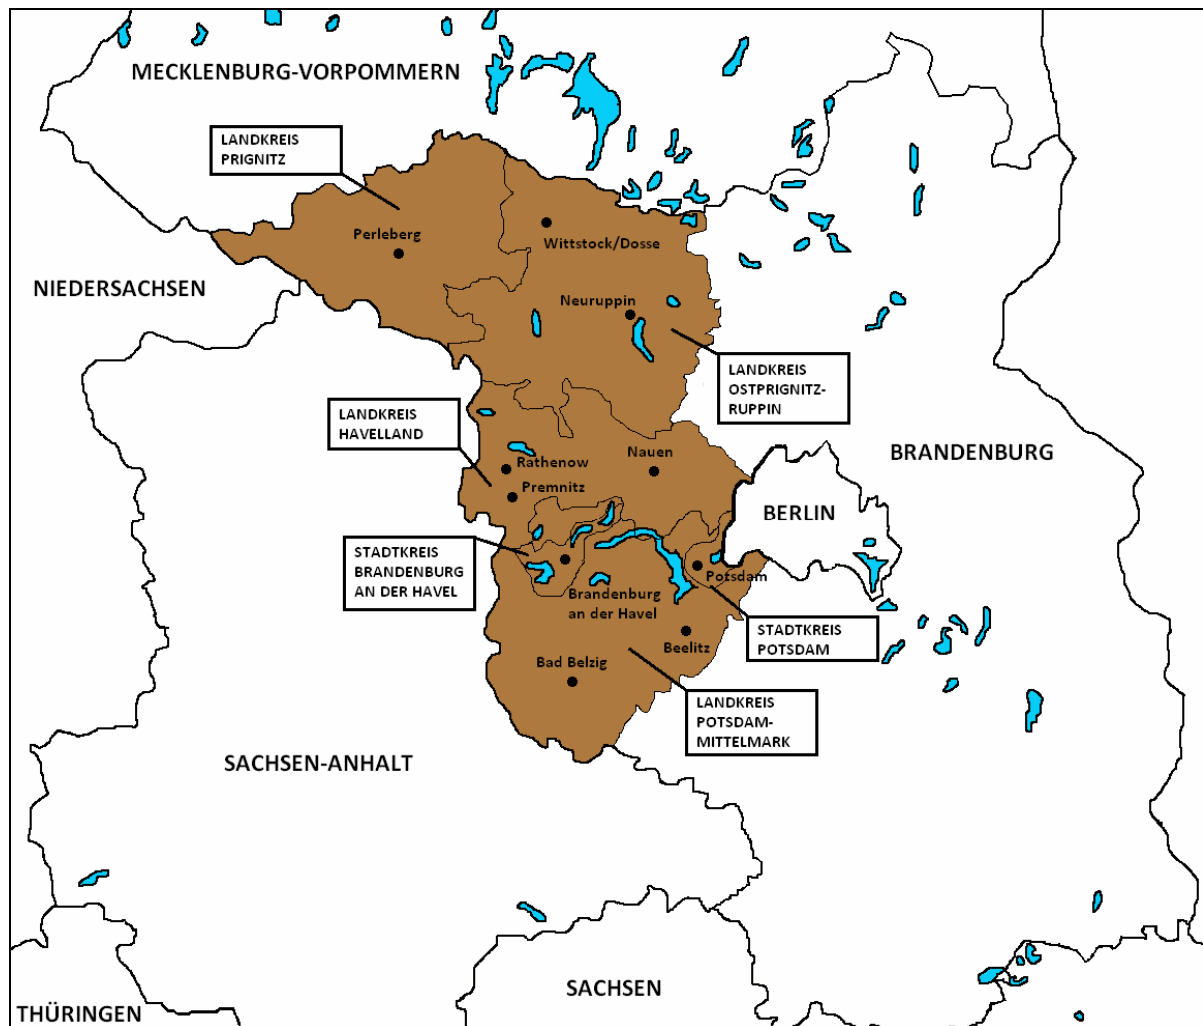 MECKLENBURG-VORPOMMERN
LANDKREIS
PRIGNITZ
Perleberg
Wittstock/Dosse
NIEDERSACHSEN
Neuruppin
LANDKREIS
OSTPRIGNITZ-
RUPPIN
LANDKREIS
HAVELLAND
BRANDENBURG
Rathenow
Nauen
Premnitz
BERLIN
STADTKREIS
BRANDENBURG
AN DER HAVEL
Potsdam
Brandenburg
an der Havel
STADTKREIS
POTSDAM
Beelitz
Bad Belzig
LANDKREIS
POTSDAM-
MITTELMARK
SACHSEN-ANHALT
SACHSEN
THÜRINGEN